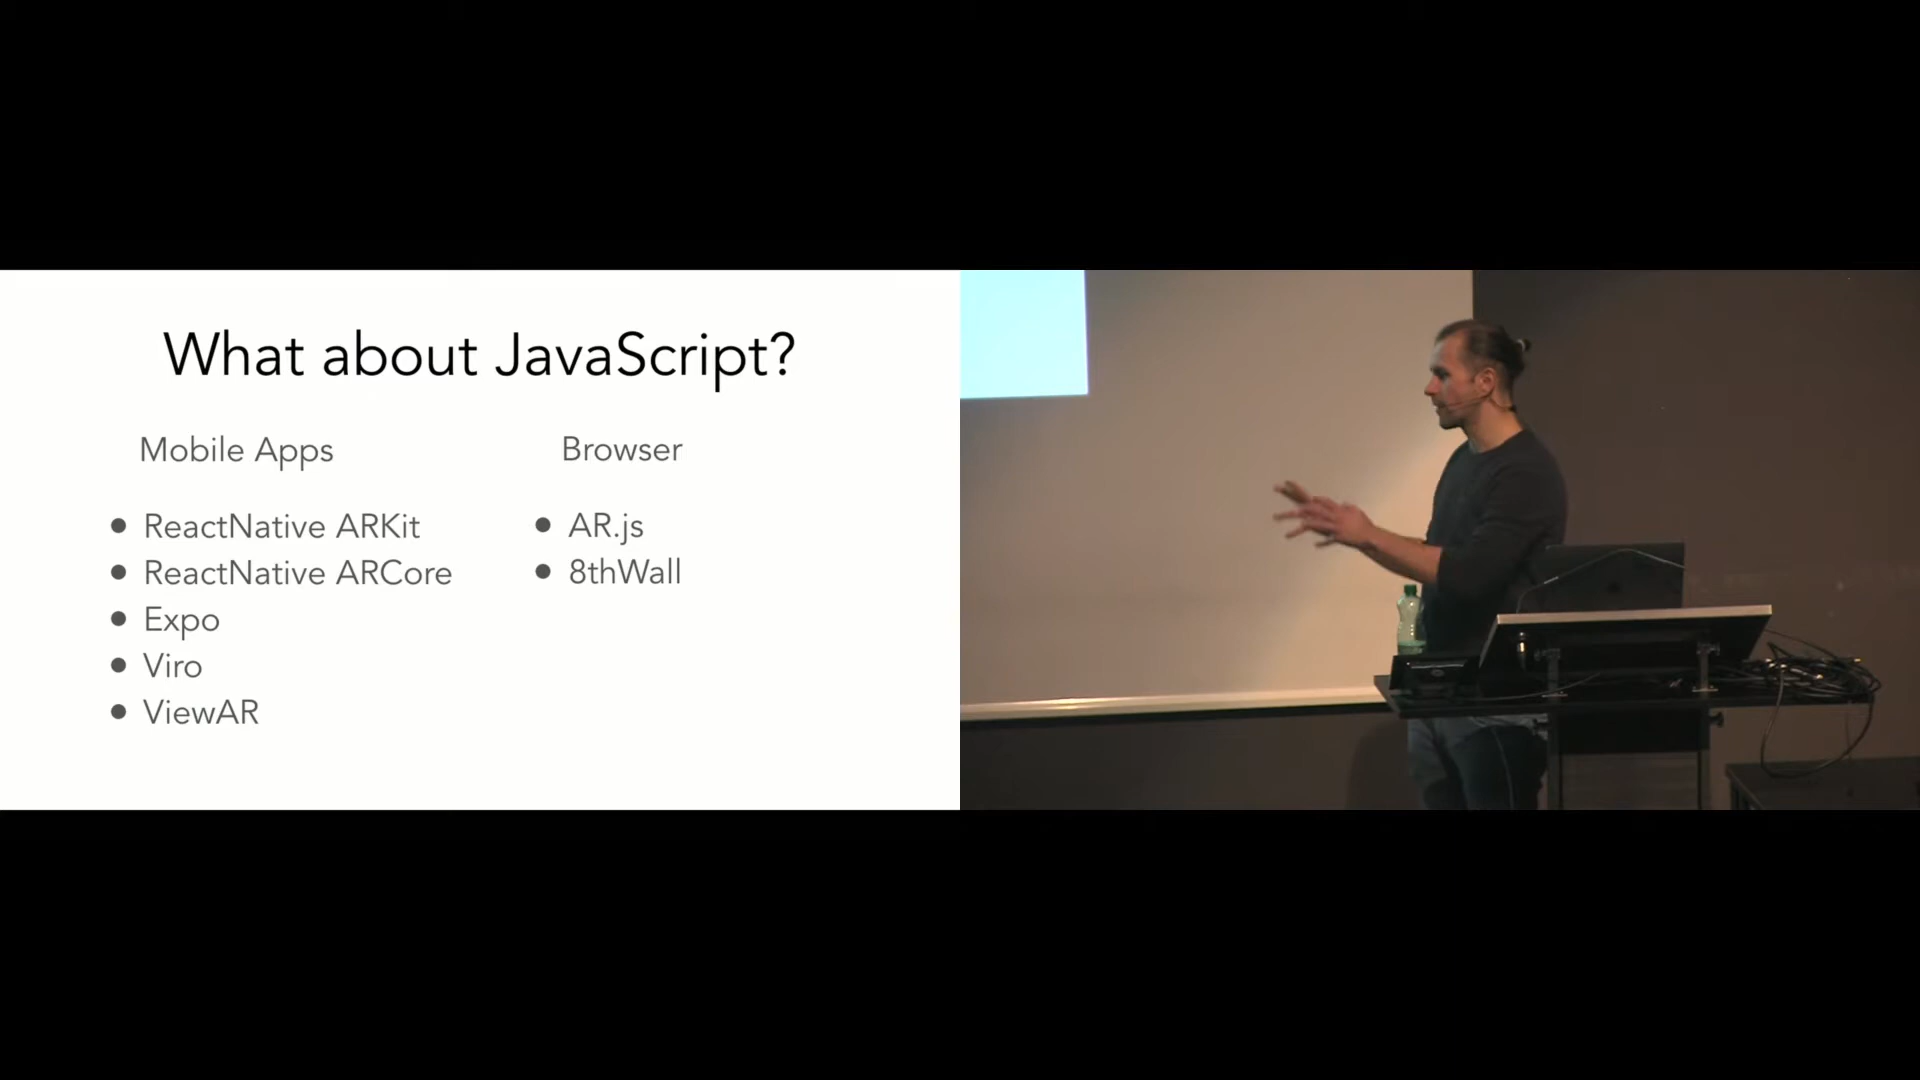 What about JavaScript?
Mobile Apps
ReactNative ARKit
ReactNative ARCore
Expo
Viro
ViewAR
Browser
AR.js
8thWall